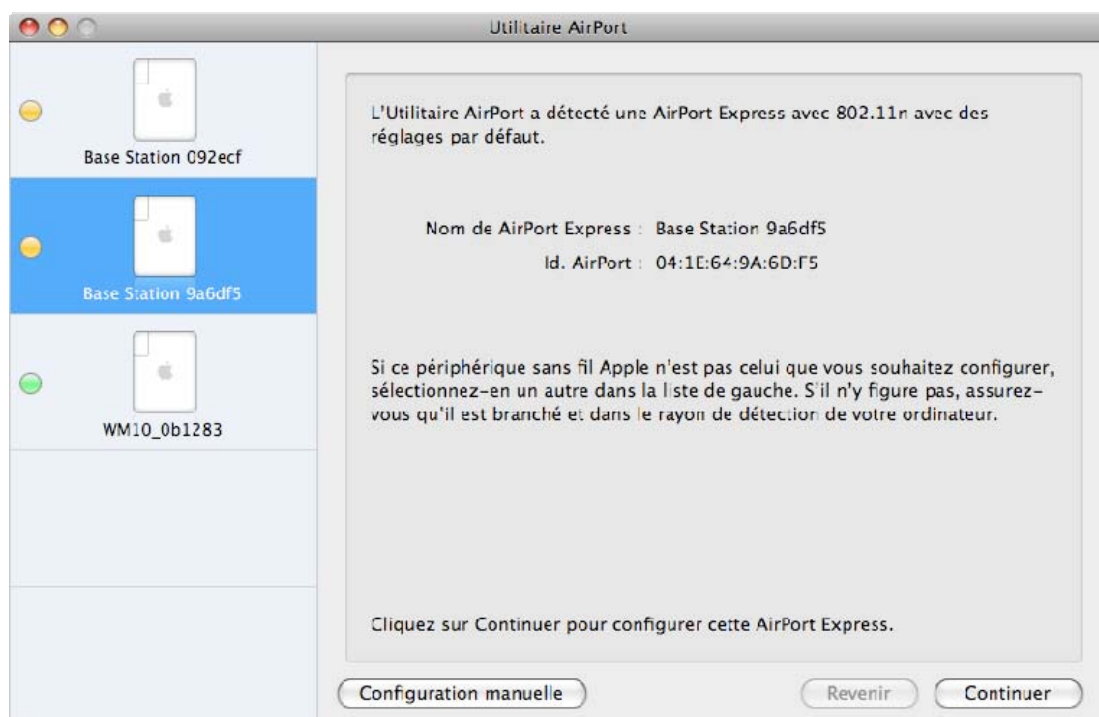 Utilitaire AirPort
Base Station 092ecf
Base Station 9a6df5
WM10_0b1283
L'Utilitaire AirPort a détecté une AirPort Express avec 802.11n avec des
réglages par défaut.
Nom de AirPort Express : Base Station 9a6df5
Id. AirPort : 04:1E:64:9A:6D:F5
Si ce périphérique sans fil Apple n'est pas celui que vous souhaitez configurer,
sélectionnez-en un autre dans la liste de gauche. S'il n'y figure pas, assurez-
vous qu'il est branché et dans le rayon de détection de votre ordinateur.
Cliquez sur Continuer pour configurer cette AirPort Express.
Configuration manuelle
Revenir
Continuer